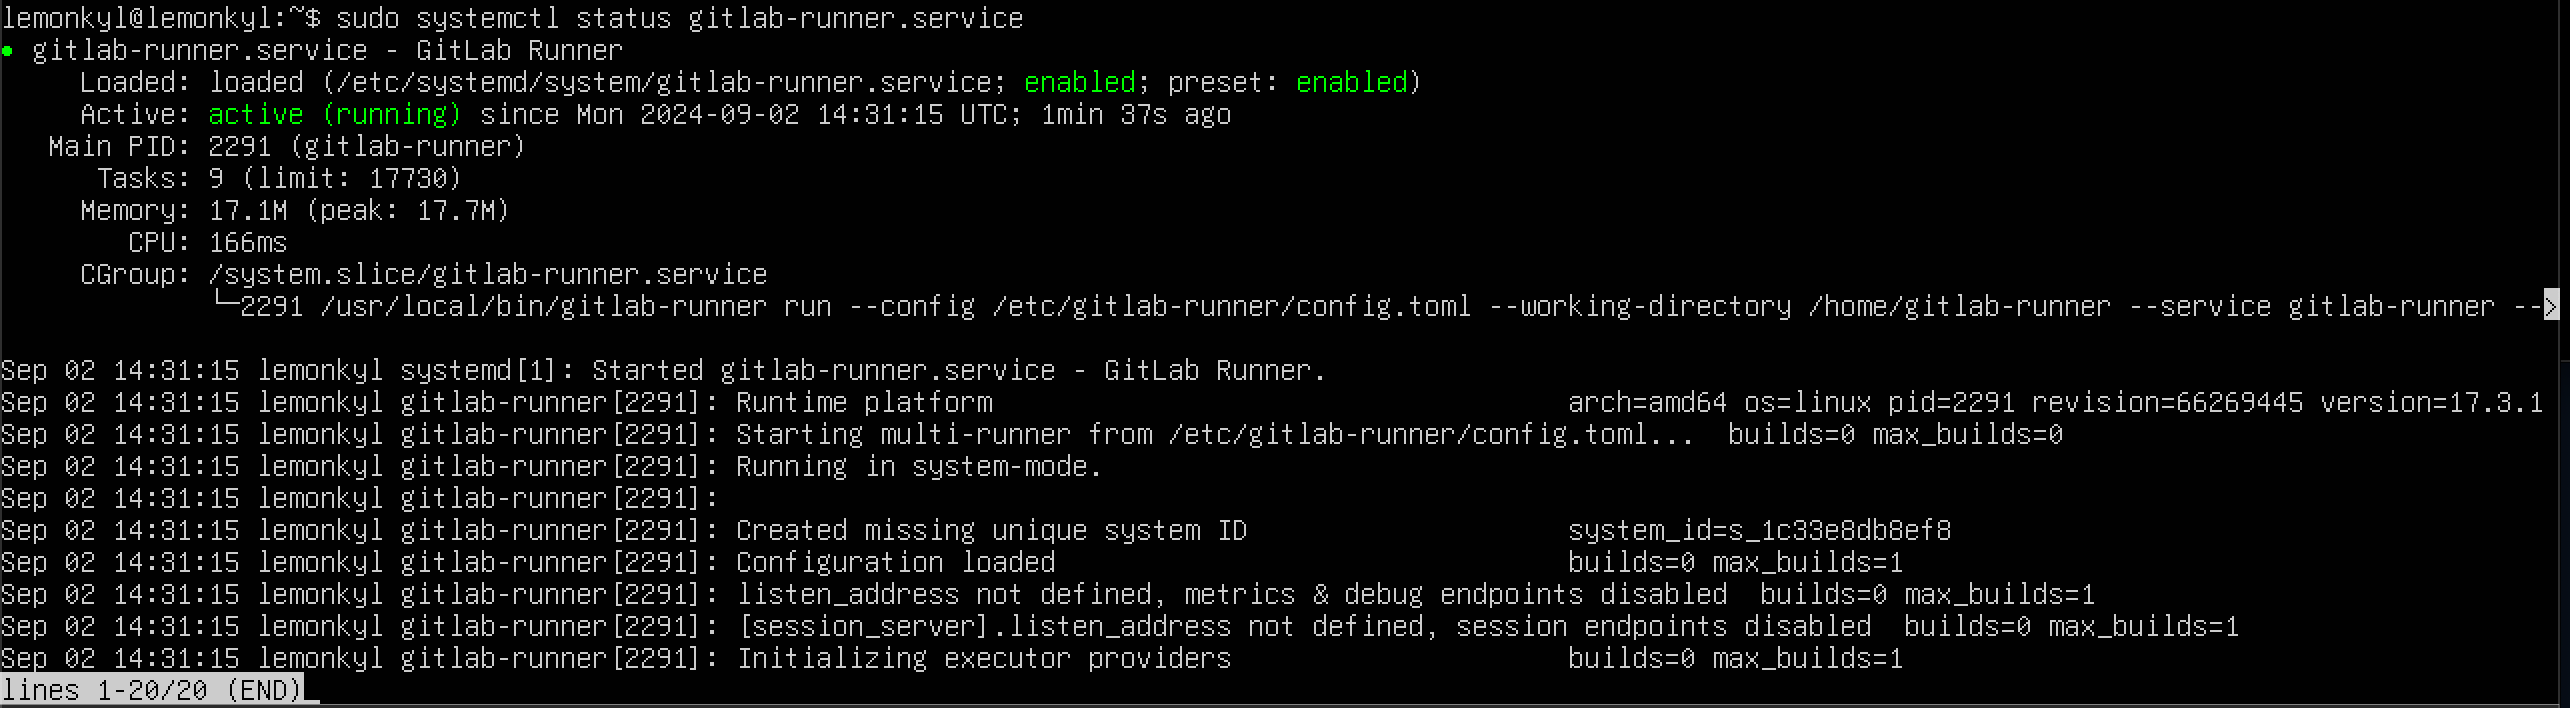 lemonkyl@lemonkyl:~$ sudo systemctl status gitlab-runner.service
● gitlab-runner.service - GitLab Runner
     Loaded: loaded (/etc/systemd/system/gitlab-runner.service; enabled; preset: enabled)
     Active: active (running) since Mon 2024-09-02 14:31:15 UTC; 1min 37s ago
   Main PID: 2291 (gitlab-runner)
      Tasks: 9 (limit: 17730)
     Memory: 17.1M (peak: 17.7M)
        CPU: 166ms
     CGroup: /system.slice/gitlab-runner.service
             └─2291 /usr/local/bin/gitlab-runner run --config /etc/gitlab-runner/config.toml --working-directory /home/gitlab-runner --service gitlab-runner -->
Sep 02 14:31:15 lemonkyl systemd[1]: Started gitlab-runner.service - GitLab Runner.
Sep 02 14:31:15 lemonkyl gitlab-runner[2291]: Runtime platform                                    arch=amd64 os=linux pid=2291 revision=66269445 version=17.3.1
Sep 02 14:31:15 lemonkyl gitlab-runner[2291]: Starting multi-runner from /etc/gitlab-runner/config.toml...  builds=0 max_builds=0
Sep 02 14:31:15 lemonkyl gitlab-runner[2291]: Running in system-mode.
Sep 02 14:31:15 lemonkyl gitlab-runner[2291]:
Sep 02 14:31:15 lemonkyl gitlab-runner[2291]: Created missing unique system ID                    system_id=s_1c33e8db8ef8
Sep 02 14:31:15 lemonkyl gitlab-runner[2291]: Configuration loaded                                builds=0 max_builds=1
Sep 02 14:31:15 lemonkyl gitlab-runner[2291]: listen_address not defined, metrics & debug endpoints disabled  builds=0 max_builds=1
Sep 02 14:31:15 lemonkyl gitlab-runner[2291]: [session_server].listen_address not defined, session endpoints disabled  builds=0 max_builds=1
Sep 02 14:31:15 lemonkyl gitlab-runner[2291]: Initializing executor providers                     builds=0 max_builds=1
lines 1-20/20 (END)